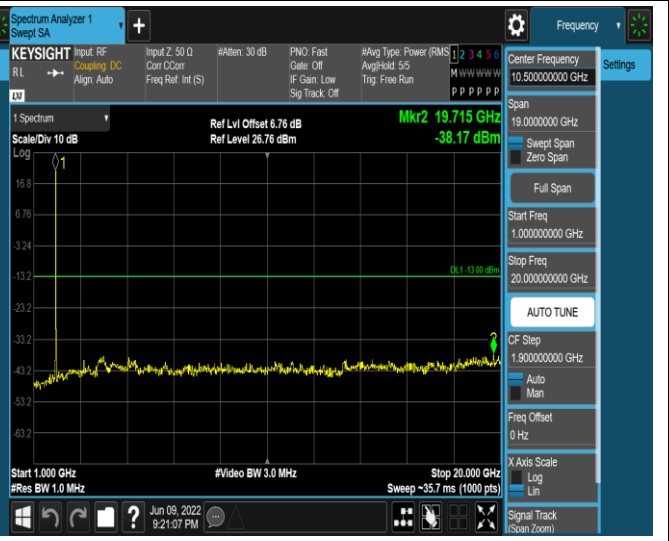 Spectrum Analyzer 1
Swept SA
+
Frequency
KEYSIGHT
RL
LXI
Input: RF
Coupling: DC
Align: Auto
Input Z: 50 Ω
Corr CCorr
Freq Ref: Int (S)
#Atten: 30 dB
PNO: Fast
Gate: Off
IF Gain: Low
Sig Track: Off
#Avg Type: Power (RMS
Avg|Hold: 5/5
Trig: Free Run
1 2 3 4 5 6
M W W W W W
P P P P P P
Center Frequency
10.500000000 GHz
Settings
Span
19.0000000 GHz
Swept Span
Zero Span
Full Span
Start Freq
1.000000000 GHz
Stop Freq
20.000000000 GHz
AUTO TUNE
CF Step
1.900000000 GHz
Auto
Man
Freq Offset
0 Hz
X Axis Scale
Log
Lin
Signal Track
(Span Zoom)
1 Spectrum
Scale/Div 10 dB
Log
Ref Lvl Offset 6.76 dB
Ref Level 26.76 dBm
Mkr2 19.715 GHz
-38.17 dBm
1
16.8
6.76
-3.24
-13.2
DL1 -13.00 dBm
-23.2
-33.2
2
-43.2
-53.2
-63.2
Start 1.000 GHz
#Video BW 3.0 MHz
Stop 20.000 GHz
#Res BW 1.0 MHz
Sweep ~35.7 ms (1000 pts)
?
Jun 09, 2022
9:21:07 PM